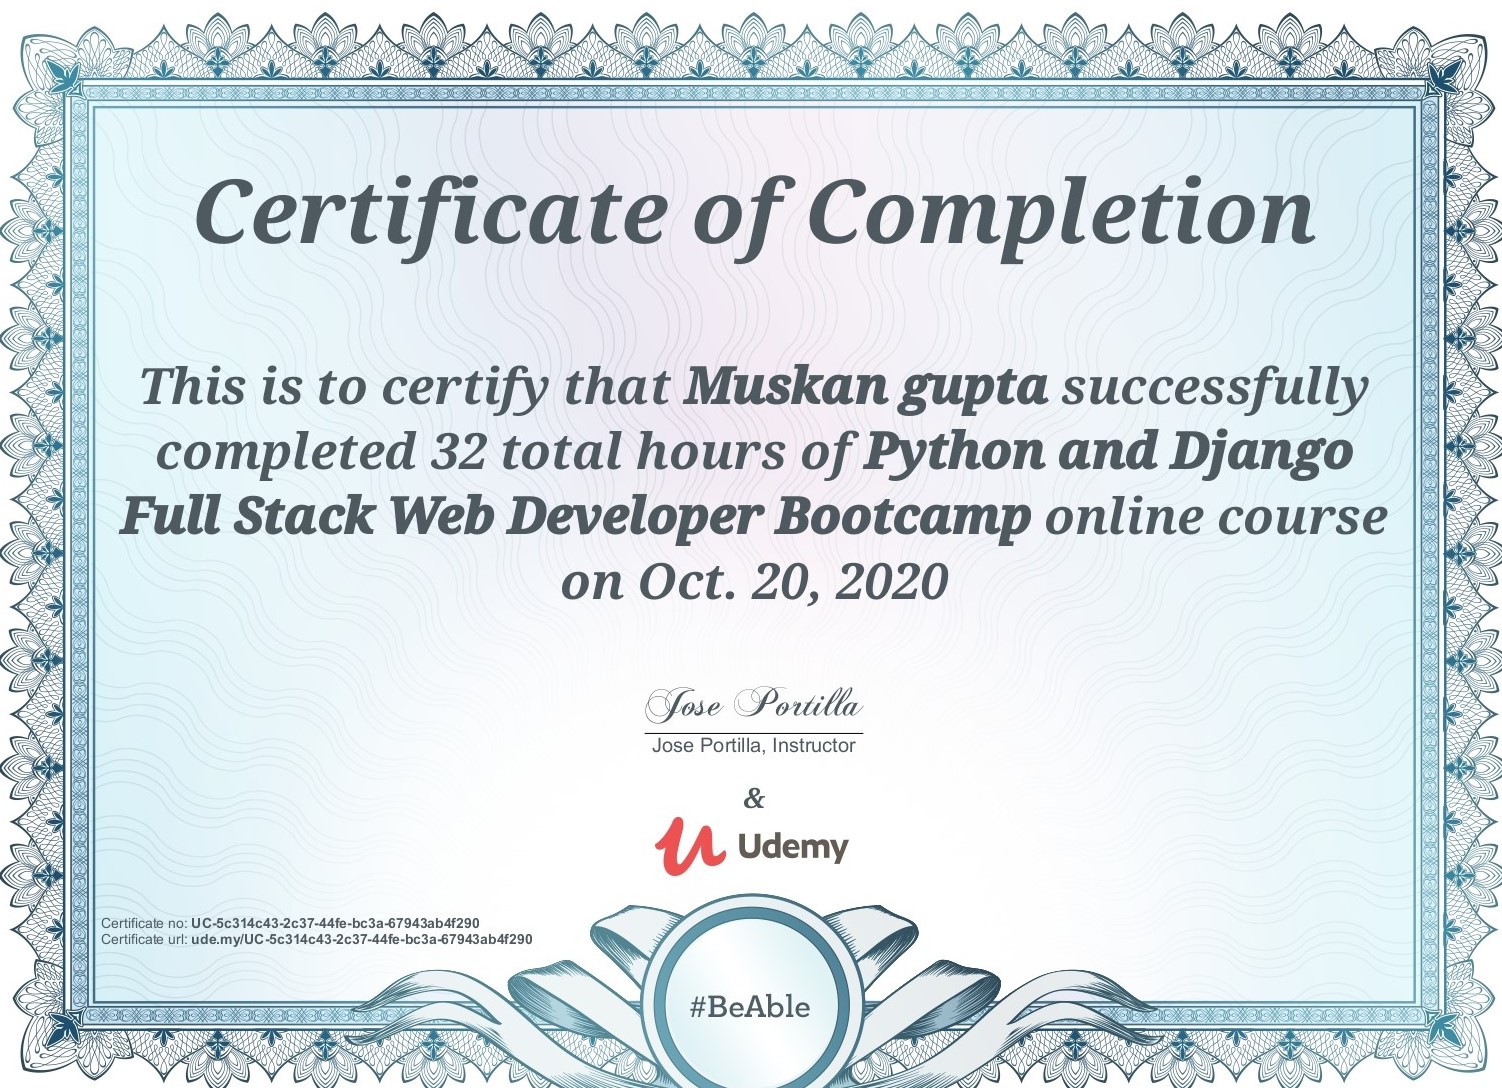 Certificate of Completion
This is to certify that Muskan gupta successfully
completed 32 total hours of Python and Django
Full Stack Web Developer Bootcamp online course
on Oct. 20, 2020
Jose Portilla
Jose Portilla, Instructor
&
Udemy
Certificate no: UC-5c314c43-2c37-44fe-bc3a-67943ab4f290
Certificate url: ude.my/UC-5c314c43-2c37-44fe-bc3a-67943ab4f290
#BeAble